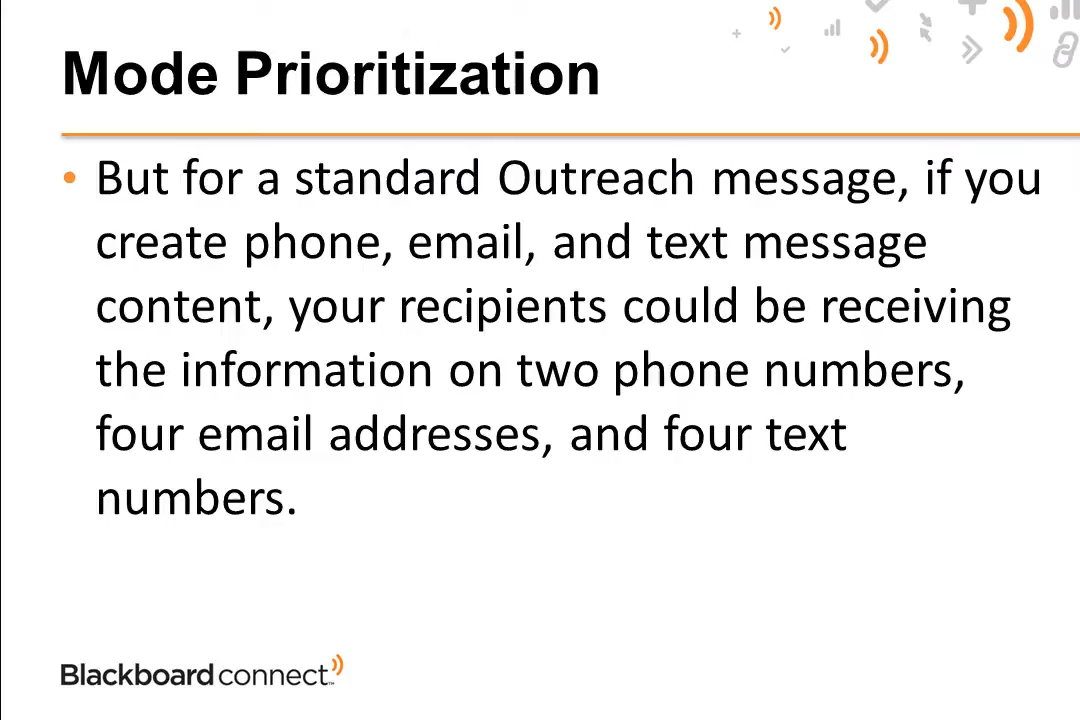 Mode Prioritization
• But for a standard Outreach message, if you
create phone, email, and text message
content, your recipients could be receiving
the information on two phone numbers,
four email addresses, and four text
numbers.
Blackboard connect™